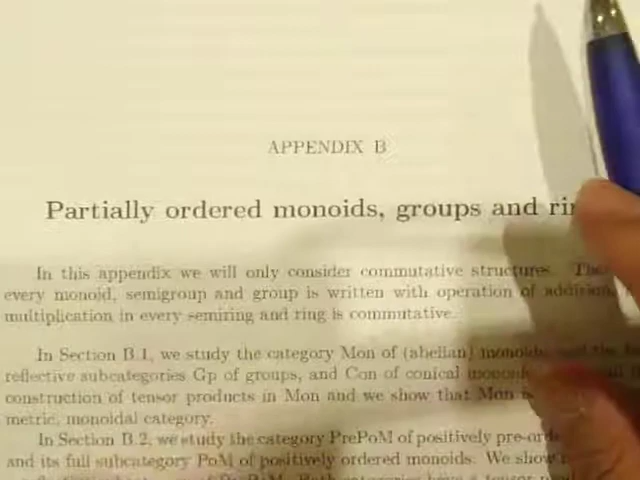 APPENDIX B
Partially ordered monoids, groups and
In this appendix we will only consider commutative structures.
every monoid, semigroup and group is written with operation of addition,
multiplication in every semiring and ring is commutative.
In Section B.1, we study the category Mon of (abelian) monoids, and the
reflective subcategories Gp of groups, and Con of conical
construction of tensor products in Mon and we show that Mon is
metric, monoidal category.
In Section B.2, we study the category PrePoM of positively
and its full subcategory PoM of positively ordered monoids. We show